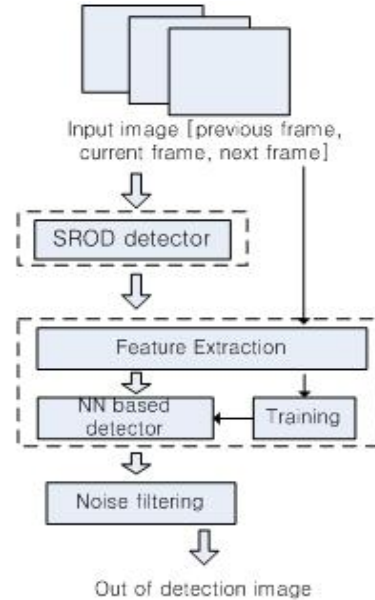 Input image [previous frame,
current frame, next frame]
SROD detector
Feature Extraction
NN based
detector
Training
Noise filtering
Out of detection image